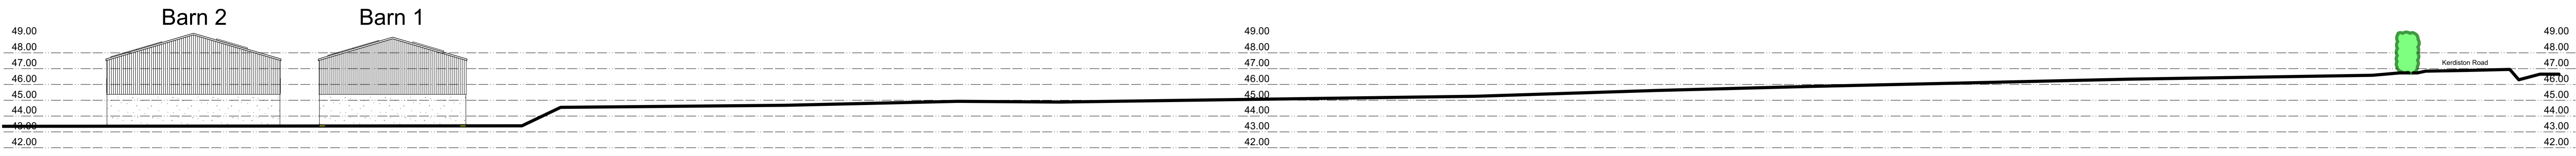 Barn 2 Barn 1
49.00 49.00 49.00
48.00 48.00 48.00
47.00 47.00 Kerdiston Road 47.00
46.00 46.00 46.00
45.00 45.00 45.00
44.00 44.00 44.00
43.00 43.00 43.00
42.00 42.00 42.00